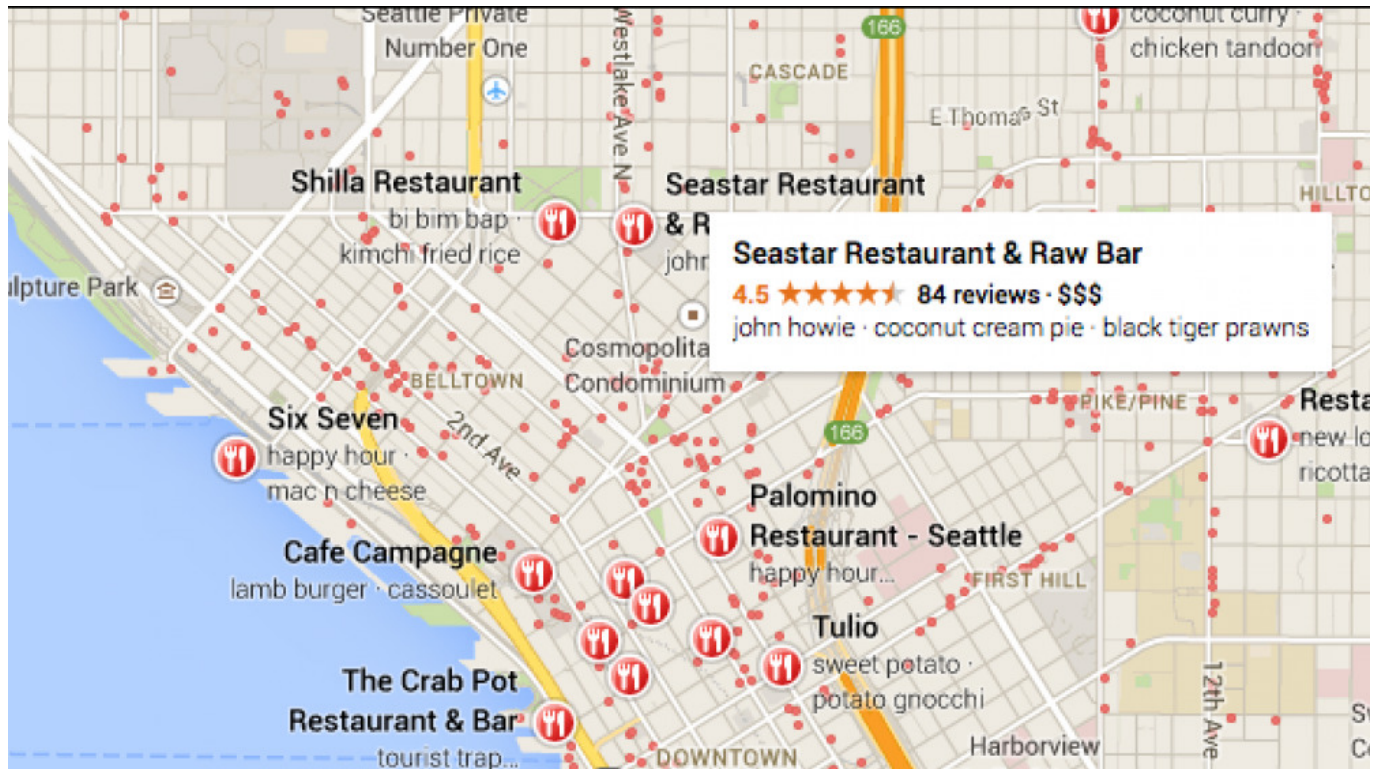 Seattle Private
Number One
Westlake Ave N
166
CASCADE
coconut curry ·
chicken tandoori
E Thomas St
Shilla Restaurant
bi bim bap ·
kimchi fried rice
Seastar Restaurant
& R
john
HILLTO
Seastar Restaurant & Raw Bar
4.5 84 reviews · $$$
john howie · coconut cream pie · black tiger prawns
ulpture Park
Cosmopolita
Condominium
BELLTOWN
2nd Ave
166
PIKE/PINE
Resta
new lo
ricotta
Six Seven
happy hour ·
mac n cheese
Palomino
Restaurant - Seattle
happy hour...
Cafe Campagne
lamb burger · cassoulet
FIRST HILL
Tulio
sweet potato ·
potato gnocchi
12th Ave
The Crab Pot
Restaurant & Bar
tourist trap...
DOWNTOWN
Harborview